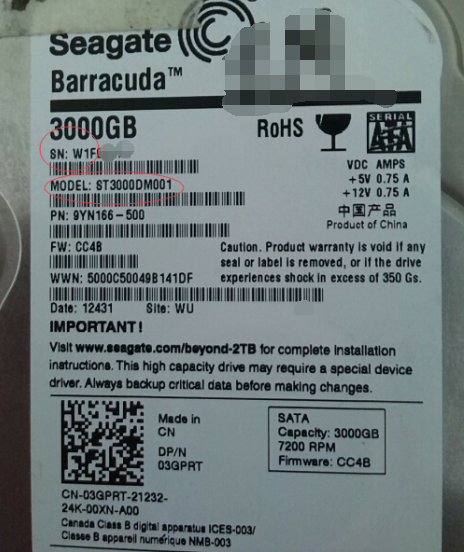 Seagate
Barracuda™
3000GB
RoHS
SERIAL
SATA
SN: W1F
MODEL: ST3000DM001
PN: 9YN166-500
FW: CC4B
WWN: 5000C50049B141DF
Date: 12431 Site: WU
VDC AMPS
+5V 0.75 A
+12V 0.75 A
中国产品
Product of China
Caution. Product warranty is void if any
seal or label is removed, or if the drive
experiences shock in excess of 350 Gs.
IMPORTANT!
Visit www.seagate.com/beyond-2TB for complete installation
instructions. This high capacity drive may require a special device
driver. Always backup critical data before making changes.
Made in
CN
DP/N
03GPRT
SATA
Capacity: 3000GB
7200 RPM
Firmware: CC4B
CN-03GPRT-21232-
24K-00XN-A00
Canada Class B digital apparatus ICES-003/
Classe B appareil numérique NMB-003